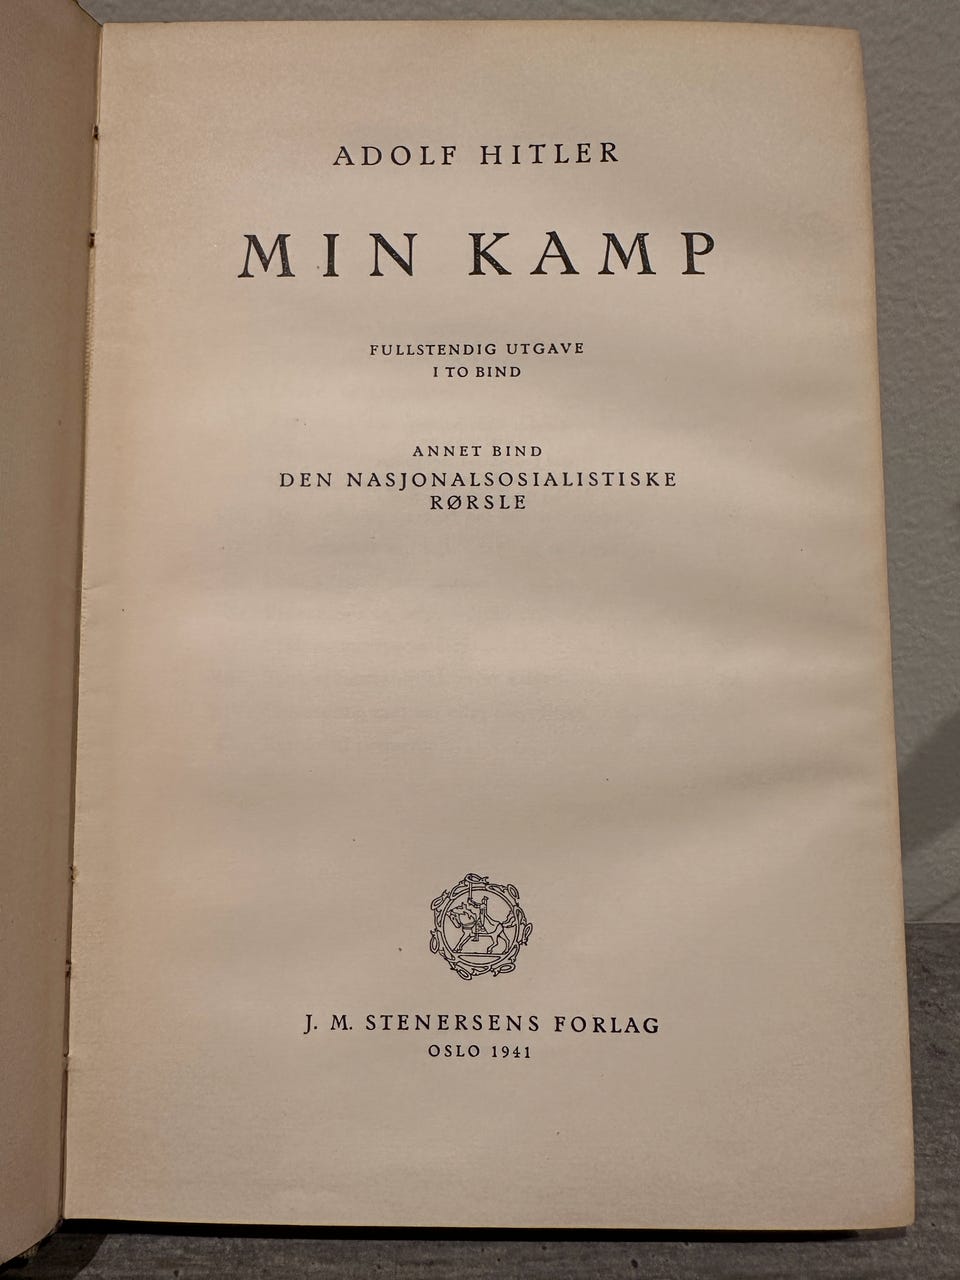 ADOLF HITLER
MIN KAMP
FULLSTENDIG UTGAVE
I TO BIND
ANNET BIND
DEN NASJONALSOSIALISTISKE
RØRSLE
J. M. STENERSENS FORLAG
OSLO 1941